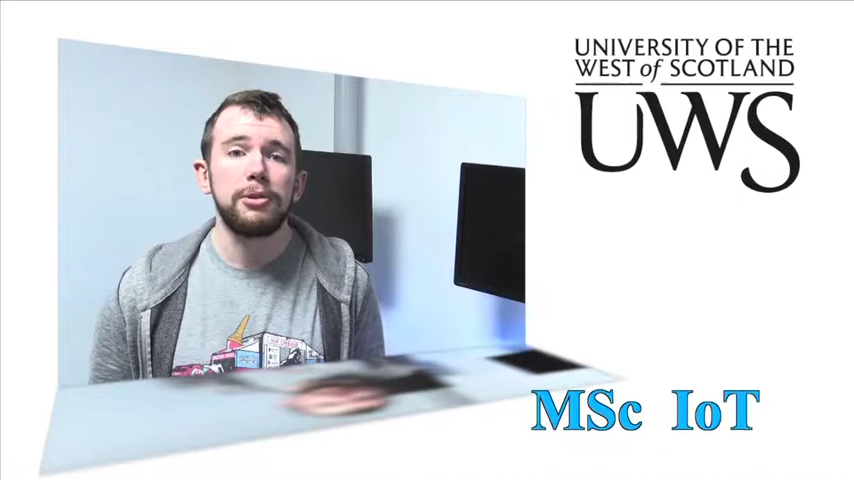 UNIVERSITY OF THE
WEST of SCOTLAND
UWS
MSc IoT